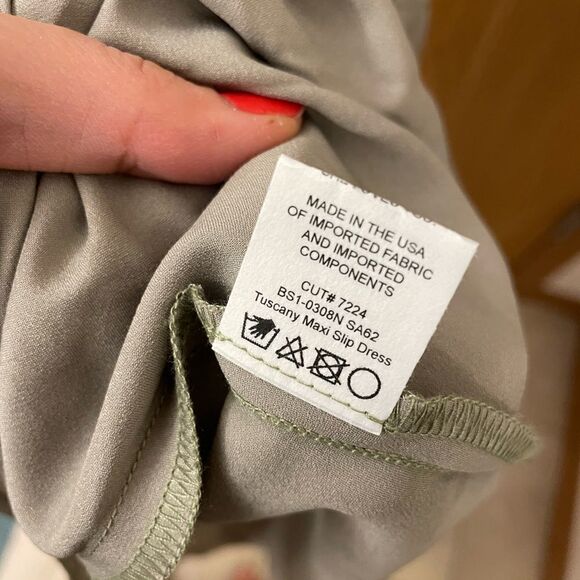 MADE IN THE USA
OF IMPORTED FABRIC
AND IMPORTED
COMPONENTS
CUT# 7224
BS1-0308N SA62
Tuscany Maxi Slip Dress